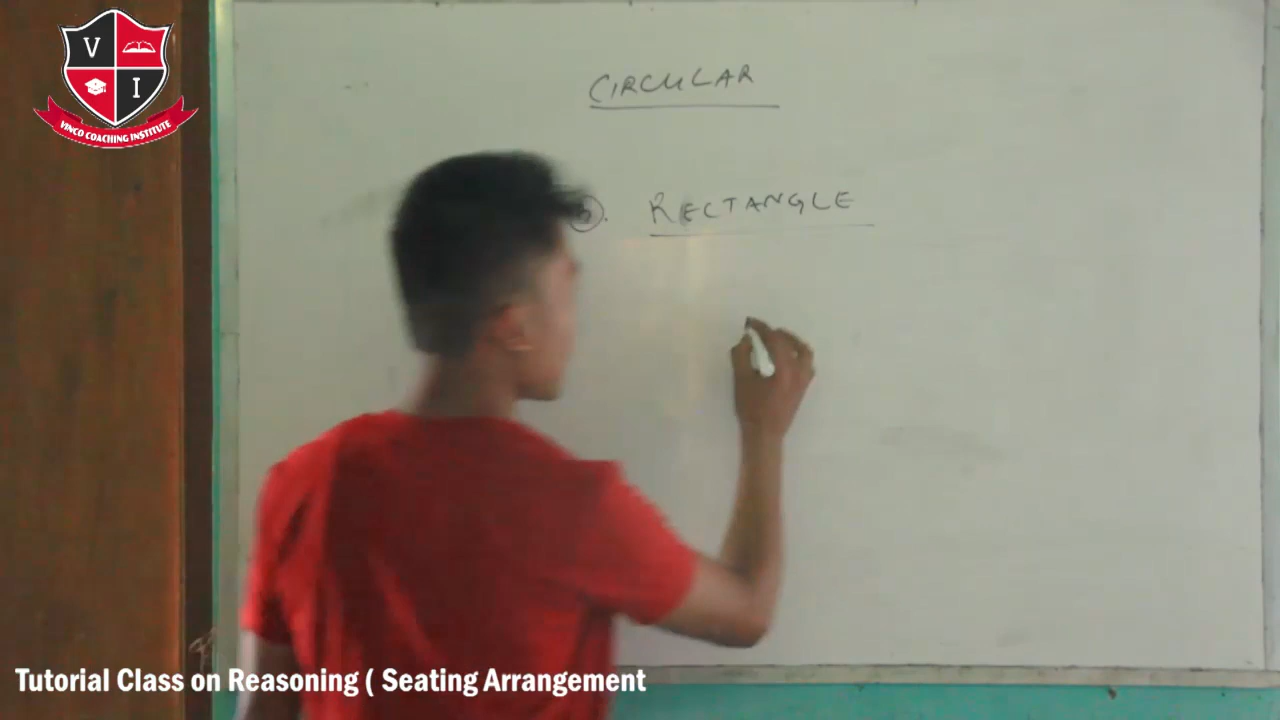 V
I
VINCO COACHING INSTITUTE
CIRCULAR
RECTANGLE
Tutorial Class on Reasoning ( Seating Arrangement